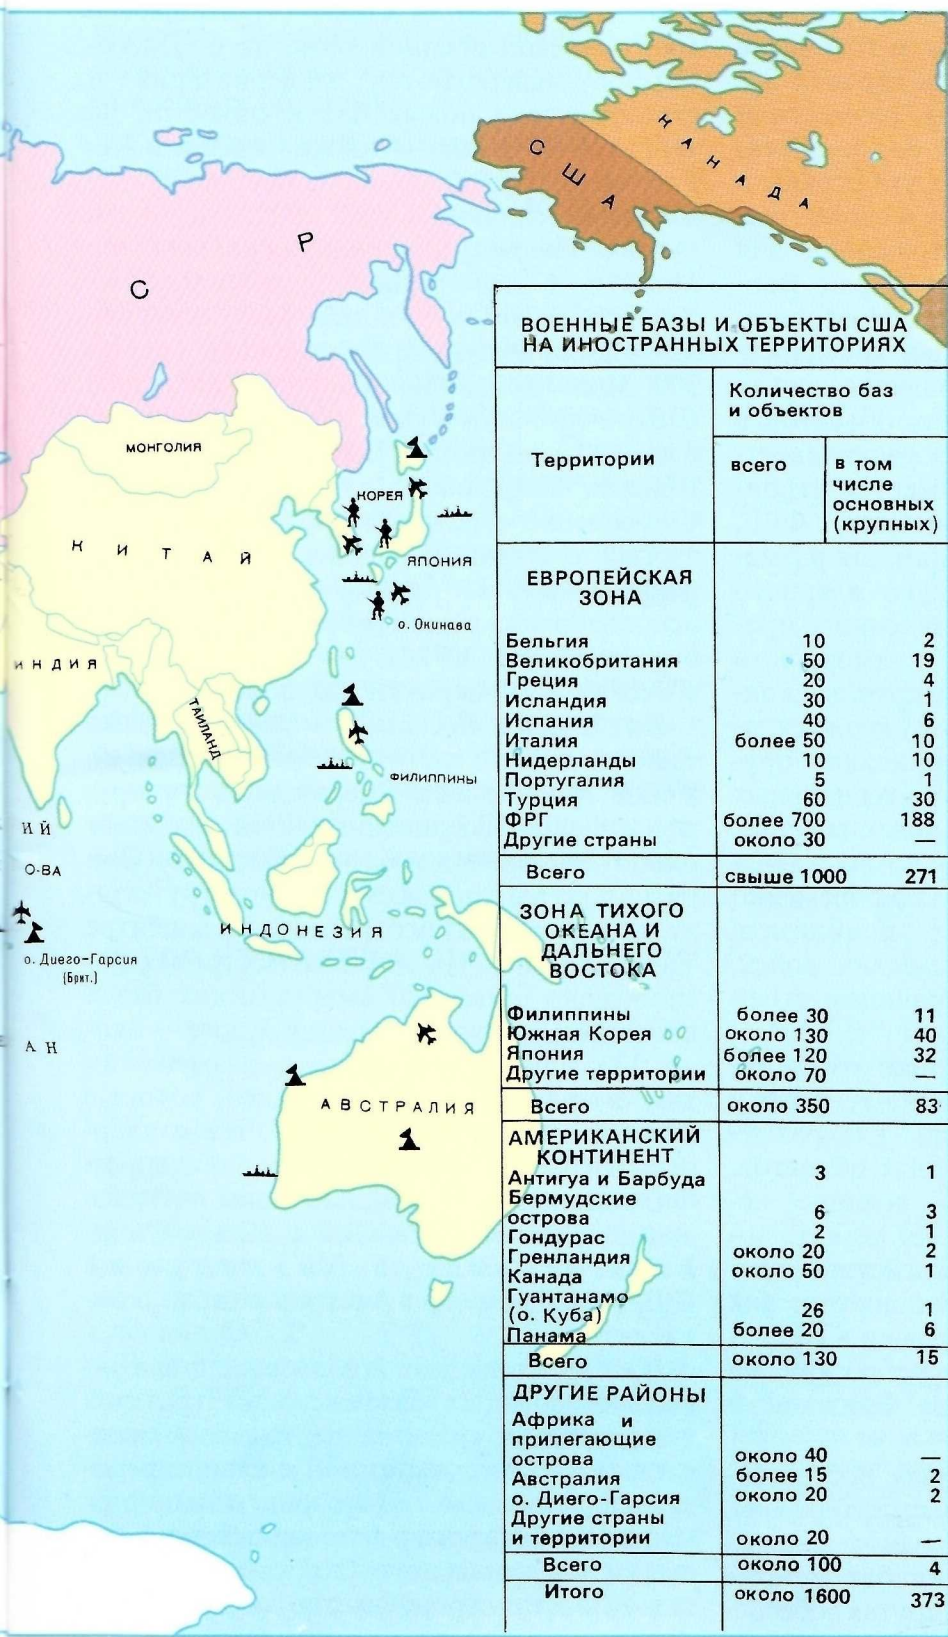 КАНАДА
США
С Р
ВОЕННЫЕ БАЗЫ И ОБЪЕКТЫ США
НА ИНОСТРАННЫХ ТЕРРИТОРИЯХ
Территории
Количество баз
и объектов
всего
в том
числе
основных
(крупных)
ЕВРОПЕЙСКАЯ
ЗОНА
Бельгия 10 2
Великобритания 50 19
Греция 20 4
Исландия 30 1
Испания 40 6
Италия более 50 10
Нидерланды 10 10
Португалия 5 1
Турция 60 30
ФРГ более 700 188
Другие страны около 30 —
Всего свыше 1000 271
ЗОНА ТИХОГО
ОКЕАНА И
ДАЛЬНЕГО
ВОСТОКА
Филиппины более 30 11
Южная Корея около 130 40
Япония более 120 32
Другие территории около 70 —
Всего около 350 83
АМЕРИКАНСКИЙ
КОНТИНЕНТ
Антигуа и Барбуда 3 1
Бермудские
острова 6 3
Гондурас 2 1
Гренландия около 20 2
Канада около 50 1
Гуантанамо
(о. Куба) 26 1
Панама более 20 6
Всего около 130 15
ДРУГИЕ РАЙОНЫ
Африка и
прилегающие
острова около 40 —
Австралия более 15 2
о. Диего-Гарсия около 20 2
Другие страны
и территории около 20 —
Всего около 100 4
Итого около 1600 373
МОНГОЛИЯ
КОРЕЯ
КИТАЙ
ЯПОНИЯ
о. Окинава
ИНДИЯ
ТАИЛАНД
ФИЛИППИНЫ
ИЙ
О-ВА
ИНДОНЕЗИЯ
о. Диего-Гарсия
(Брит.)
АН
АВСТРАЛИЯ